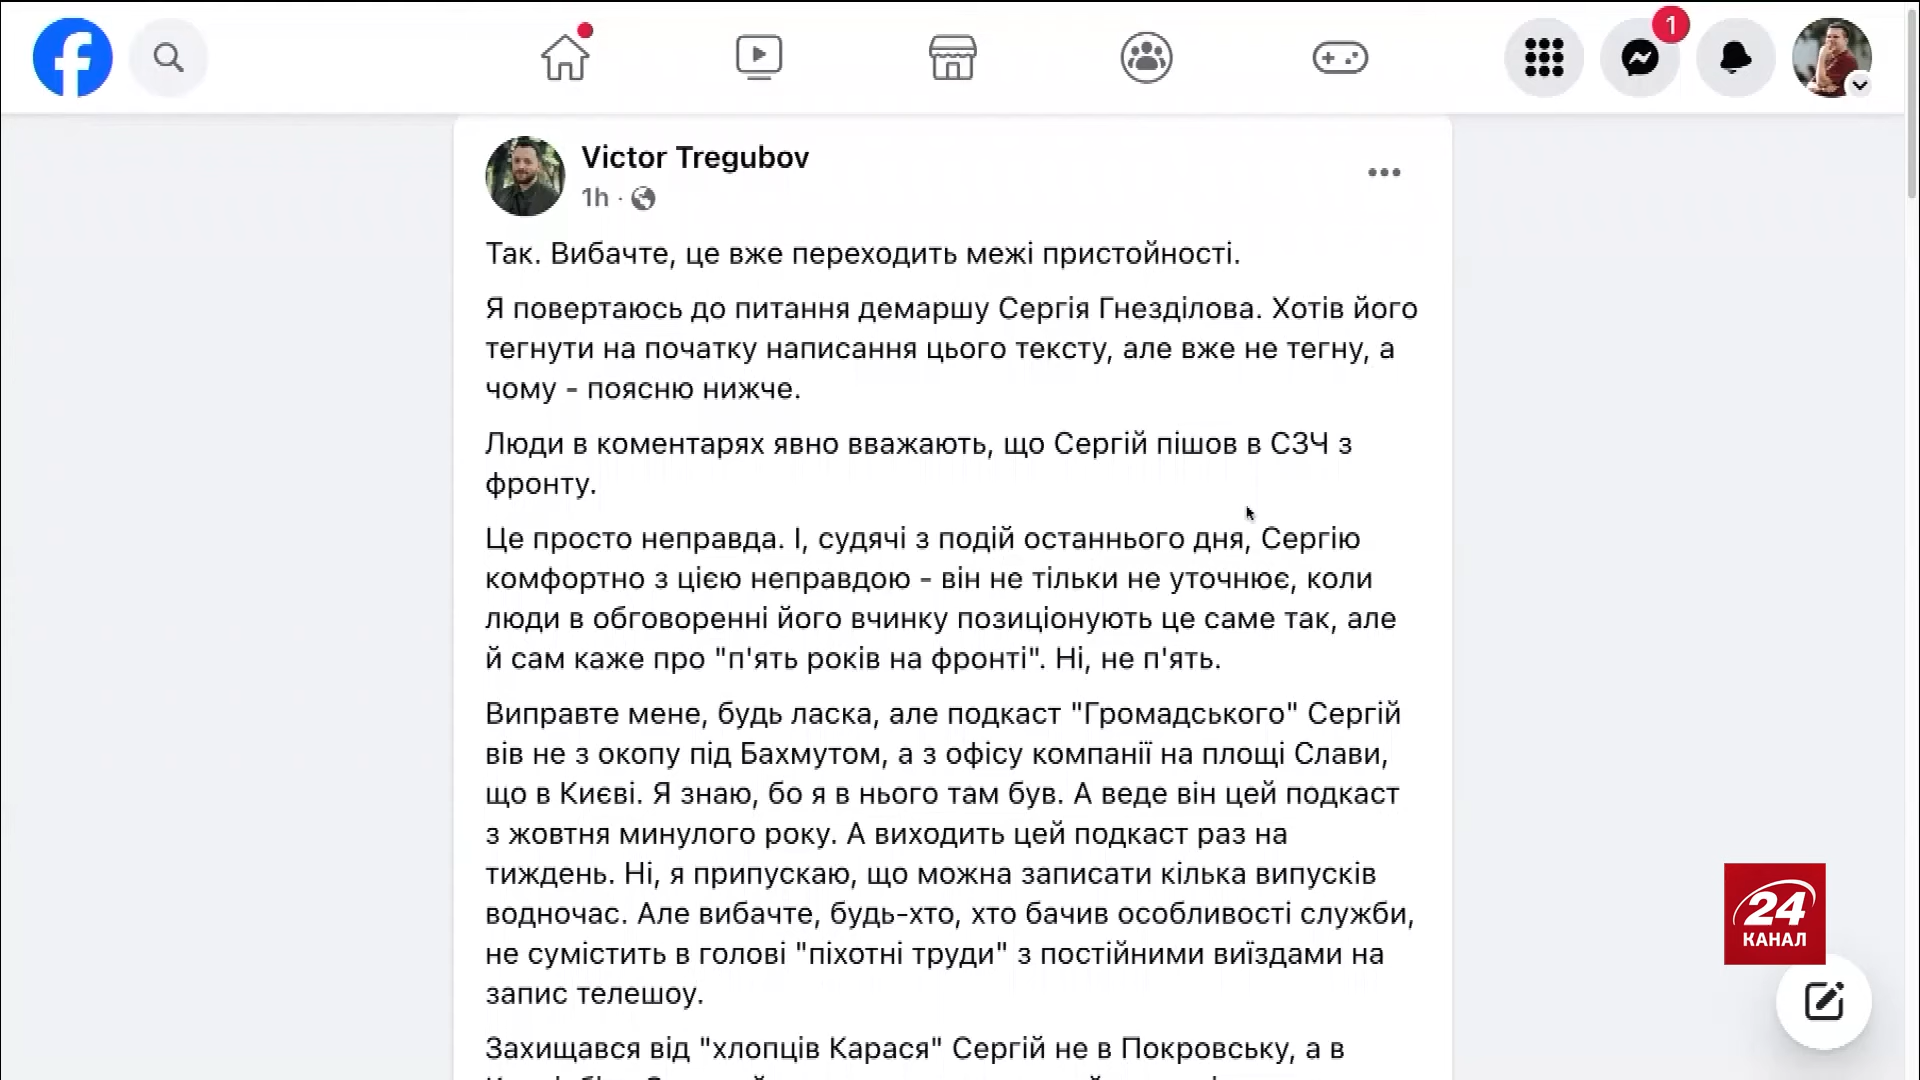 1
Victor Tregubov
1h ·
Так. Вибачте, це вже переходить межі пристойності.
Я повертаюсь до питання демаршу Сергія Гнезділова. Хотів його
тегнути на початку написання цього тексту, але вже не тегну, а
чому - поясню нижче.
Люди в коментарях явно вважають, що Сергій пішов в СЗЧ з
фронту.
Це просто неправда. І, судячі з подій останнього дня, Сергію
комфортно з цією неправдою - він не тільки не уточнює, коли
люди в обговоренні його вчинку позиціонують це саме так, але
й сам каже про "п'ять років на фронті". Ні, не п'ять.
Виправте мене, будь ласка, але подкаст "Громадського" Сергій
вів не з окопу під Бахмутом, а з офісу компанії на площі Слави,
що в Києві. Я знаю, бо я в нього там був. А веде він цей подкаст
з жовтня минулого року. А виходить цей подкаст раз на
тиждень. Ні, я припускаю, що можна записати кілька випусків
водночас. Але вибачте, будь-хто, хто бачив особливості служби,
не сумістить в голові "піхотні труди" з постійними виїздами на
запис телешоу.
Захищався від "хлопців Карася" Сергій не в Покровську, а в
24
КАНАЛ